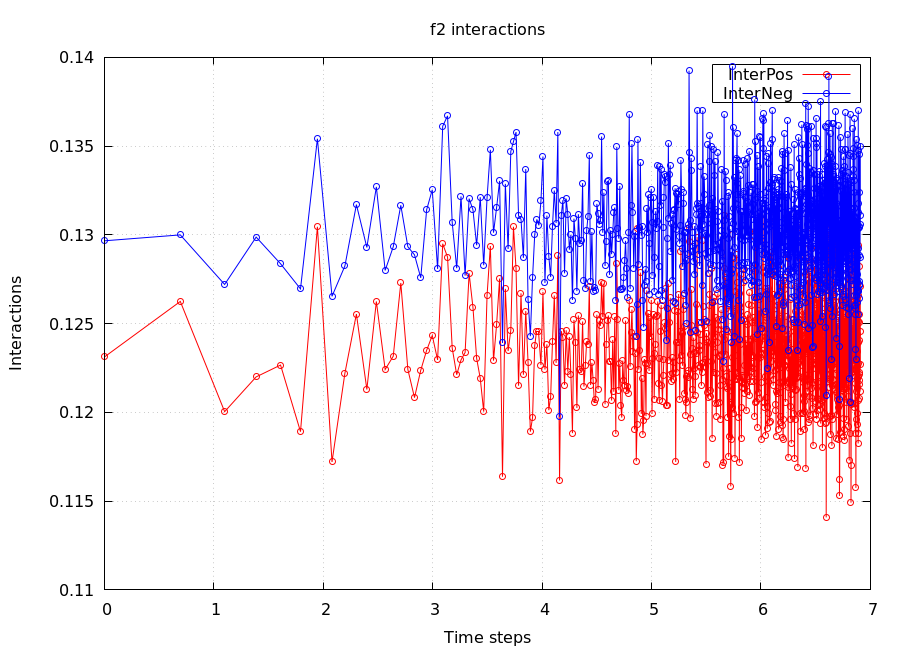 f2 interactions
0.14
0.135
0.13
0.125
0.12
0.115
0.11
InterPos
InterNeg
Interactions
0 1 2 3 4 5 6 7
Time steps